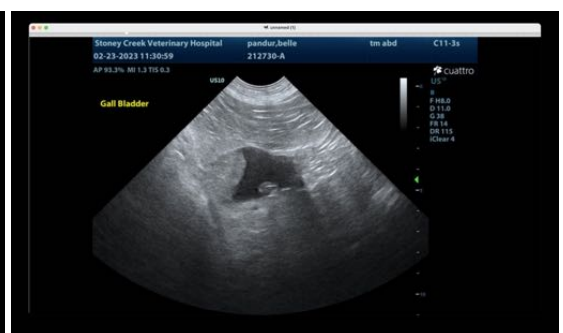 unnamed (1)
Stoney Creek Veterinary Hospital pandur,belle tm abd C11-3s
02-23-2023 11:30:59 212730-A
AP 93.3% MI 1.3 TIS 0.3
cuattro
US10
US
R
F H8.0
Gall Bladder
D 11.0
G 38
FR 14
DR 115
iClear 4